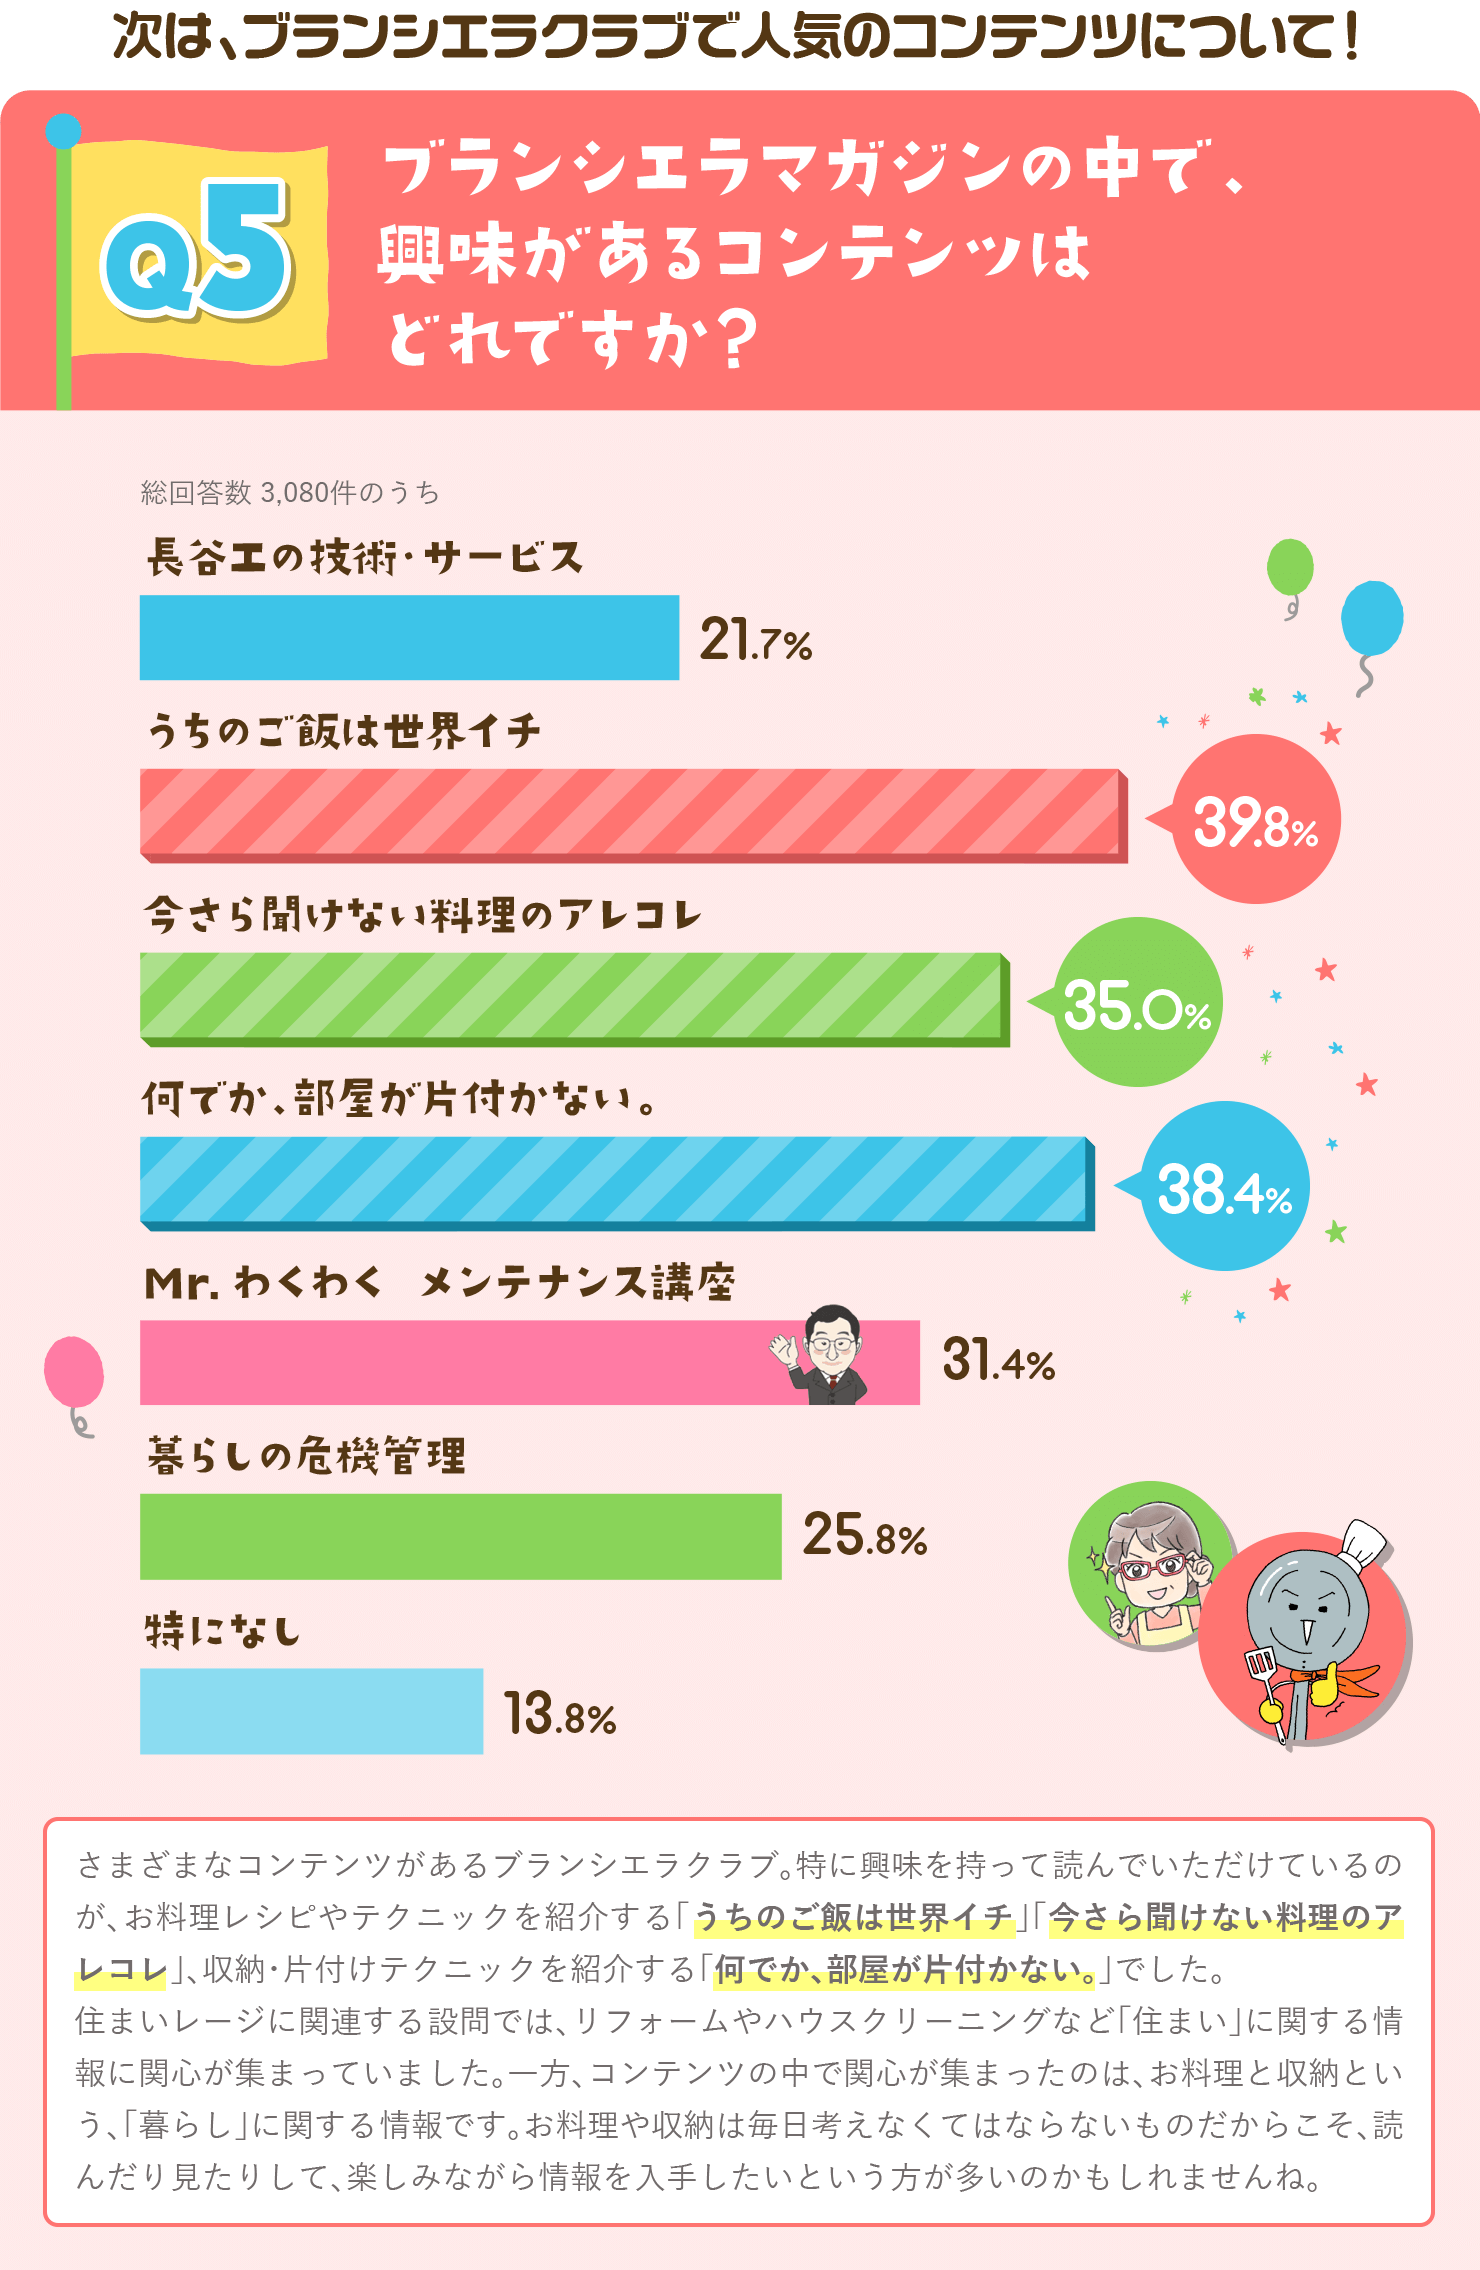 次は、ブランシエラクラブで人気のコンテンツについて!
Q5
ブランシエラマガジンの中で、
興味があるコンテンツは
どれですか?
総回答数 3,080件のうち
長谷工の技術・サービス
21.7%
うちのご飯は世界イチ
39.8%
今さら聞けない料理のアレコレ
35.0%
何でか、部屋が片付かない。
38.4%
Mr. わくわく　メンテナンス講座
31.4%
暮らしの危機管理
25.8%
特になし
13.8%
さまざまなコンテンツがあるブランシエラクラブ。特に興味を持って読んでいただけているの
が、お料理レシピやテクニックを紹介する「うちのご飯は世界イチ」「今さら聞けない料理のア
レコレ」、収納・片付けテクニックを紹介する「何でか、部屋が片付かない。」でした。
住まいレージに関連する設問では、リフォームやハウスクリーニングなど「住まい」に関する情
報に関心が集まっていました。一方、コンテンツの中で関心が集まったのは、お料理と収納とい
う、「暮らし」に関する情報です。お料理や収納は毎日考えなくてはならないものだからこそ、読
んだり見たりして、楽しみながら情報を入手したいという方が多いのかもしれませんね。